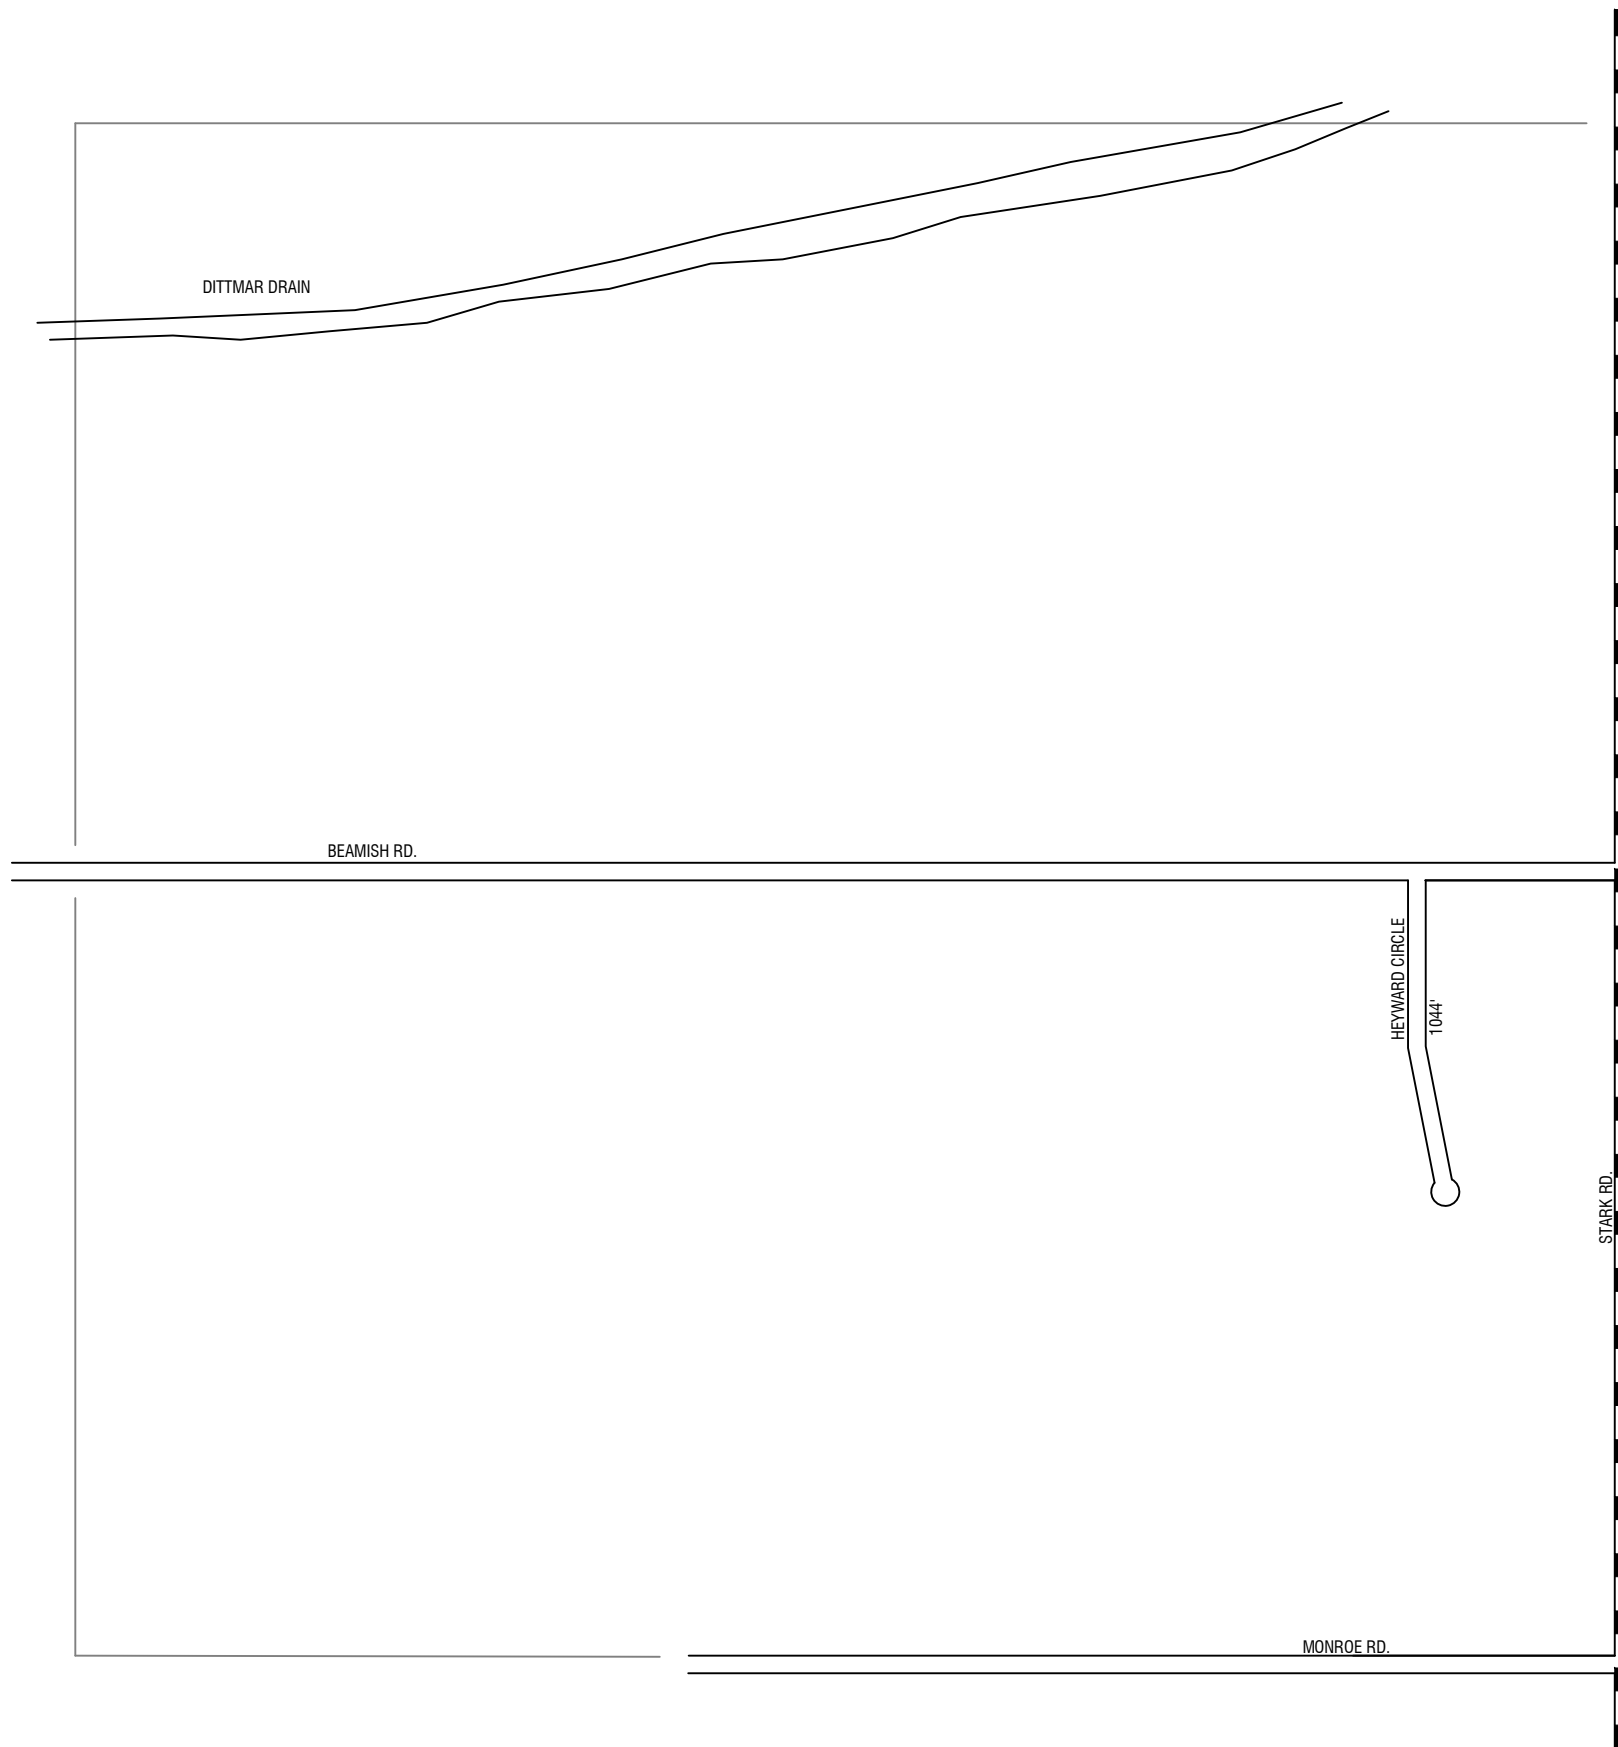 DITTMAR DRAIN
BEAMISH RD.
HEYWARD CIRCLE
1044'
STARK RD.
MONROE RD.